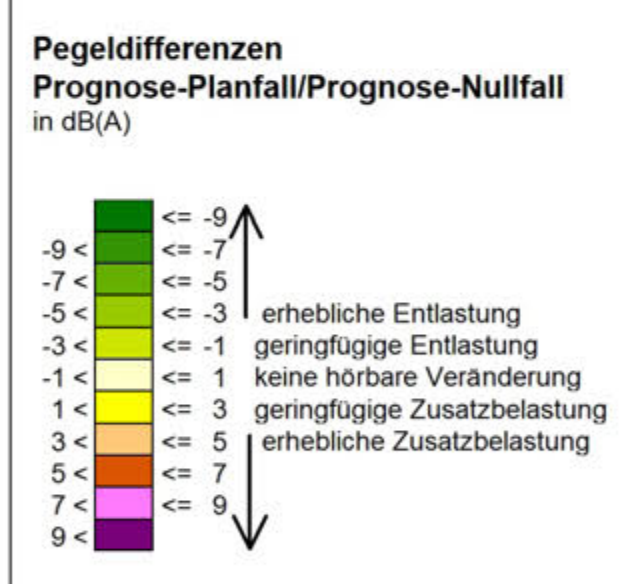 Pegeldifferenzen
Prognose-Planfall/Prognose-Nullfall
in dB(A)
<= -9
-9 < <= -7
-7 < <= -5
-5 < <= -3 erhebliche Entlastung
-3 < <= -1 geringfügige Entlastung
-1 < <= 1 keine hörbare Veränderung
1 < <= 3 geringfügige Zusatzbelastung
3 < <= 5 erhebliche Zusatzbelastung
5 < <= 7
7 < <= 9
9 <